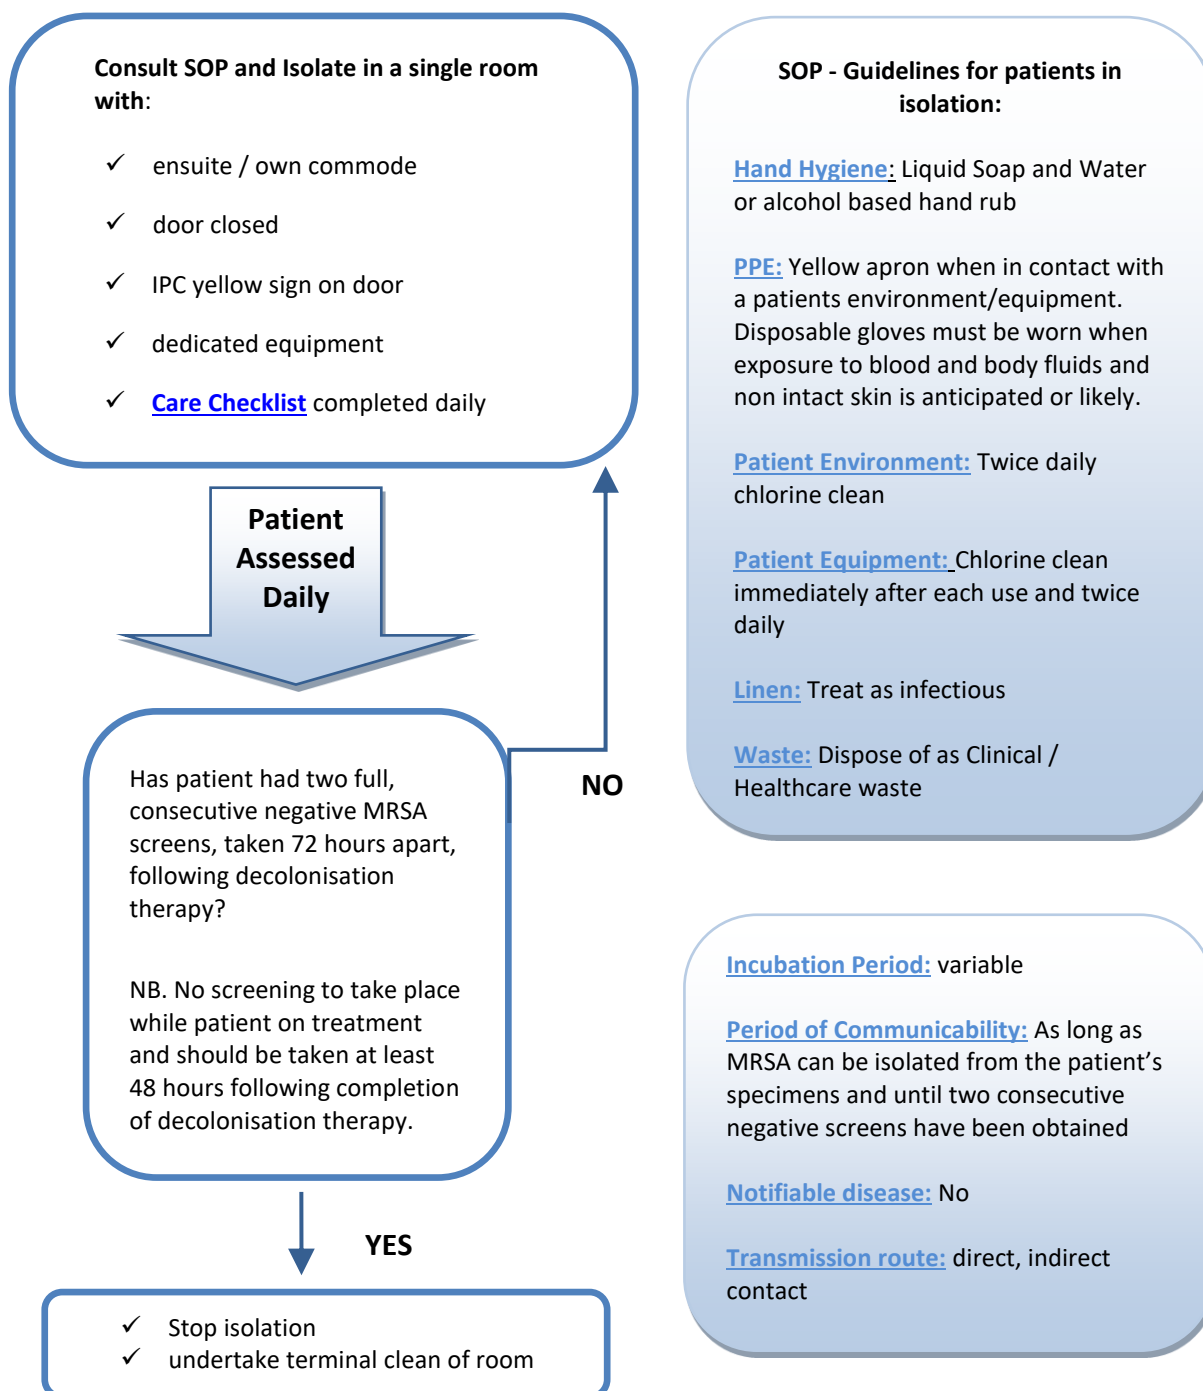 Consult SOP and Isolate in a single room
with:
✓ ensuite / own commode
✓ door closed
✓ IPC yellow sign on door
✓ dedicated equipment
✓ Care Checklist completed daily
Patient
Assessed
Daily
Has patient had two full,
consecutive negative MRSA
screens, taken 72 hours apart,
following decolonisation
therapy?
NB. No screening to take place
while patient on treatment
and should be taken at least
48 hours following completion
of decolonisation therapy.
NO
YES
✓ Stop isolation
✓ undertake terminal clean of room
SOP - Guidelines for patients in
isolation:
Hand Hygiene: Liquid Soap and Water
or alcohol based hand rub
PPE: Yellow apron when in contact with
a patients environment/equipment.
Disposable gloves must be worn when
exposure to blood and body fluids and
non intact skin is anticipated or likely.
Patient Environment: Twice daily
chlorine clean
Patient Equipment: Chlorine clean
immediately after each use and twice
daily
Linen: Treat as infectious
Waste: Dispose of as Clinical /
Healthcare waste
Incubation Period: variable
Period of Communicability: As long as
MRSA can be isolated from the patient’s
specimens and until two consecutive
negative screens have been obtained
Notifiable disease: No
Transmission route: direct, indirect
contact